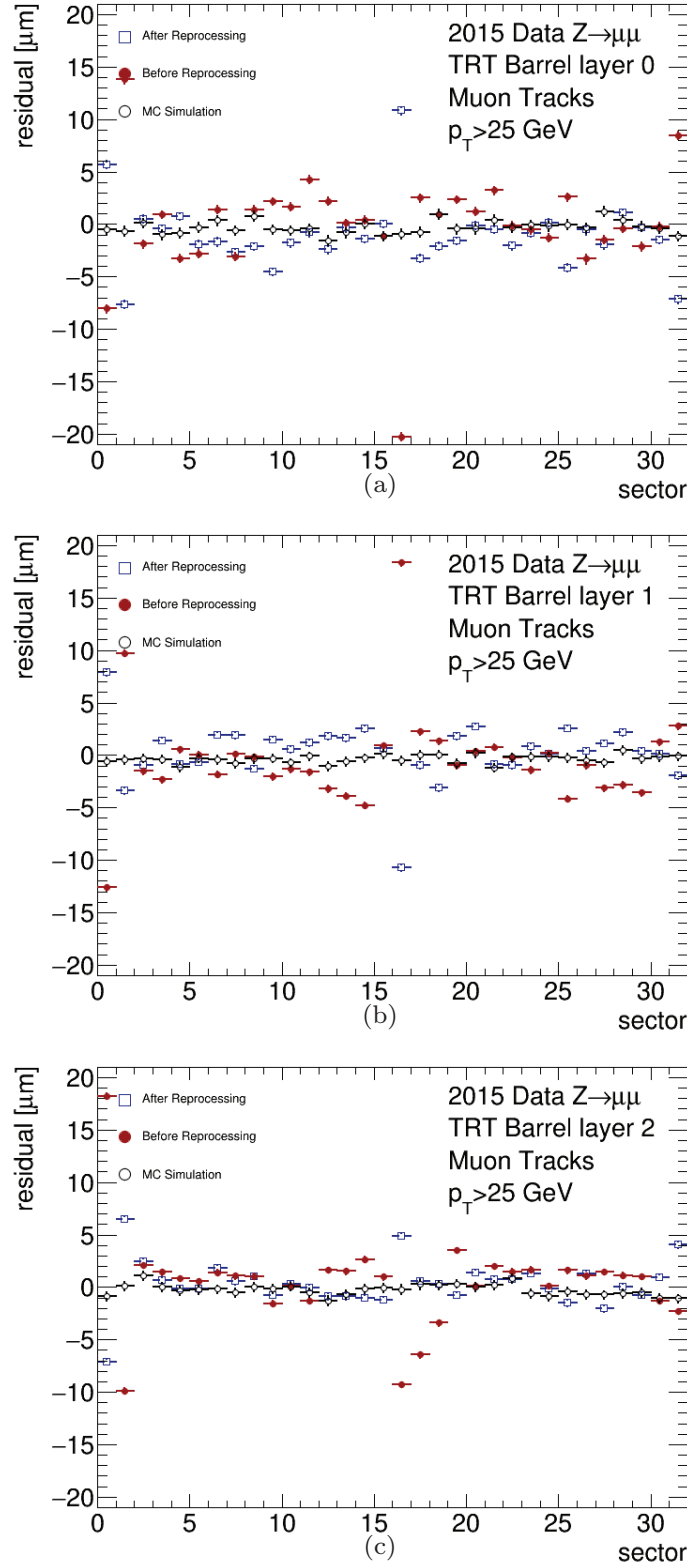 residual [μm]
20
15
10
5
0
−5
−10
−15
−20
After Reprocessing
Before Reprocessing
MC Simulation
2015 Data Z→μμ
TRT Barrel layer 0
Muon Tracks
pT>25 GeV
0 5 10 15 20 25 30
sector
(a)
residual [μm]
20
15
10
5
0
−5
−10
−15
−20
After Reprocessing
Before Reprocessing
MC Simulation
2015 Data Z→μμ
TRT Barrel layer 1
Muon Tracks
pT>25 GeV
0 5 10 15 20 25 30
sector
(b)
residual [μm]
20
15
10
5
0
−5
−10
−15
−20
After Reprocessing
Before Reprocessing
MC Simulation
2015 Data Z→μμ
TRT Barrel layer 2
Muon Tracks
pT>25 GeV
0 5 10 15 20 25 30
sector
(c)